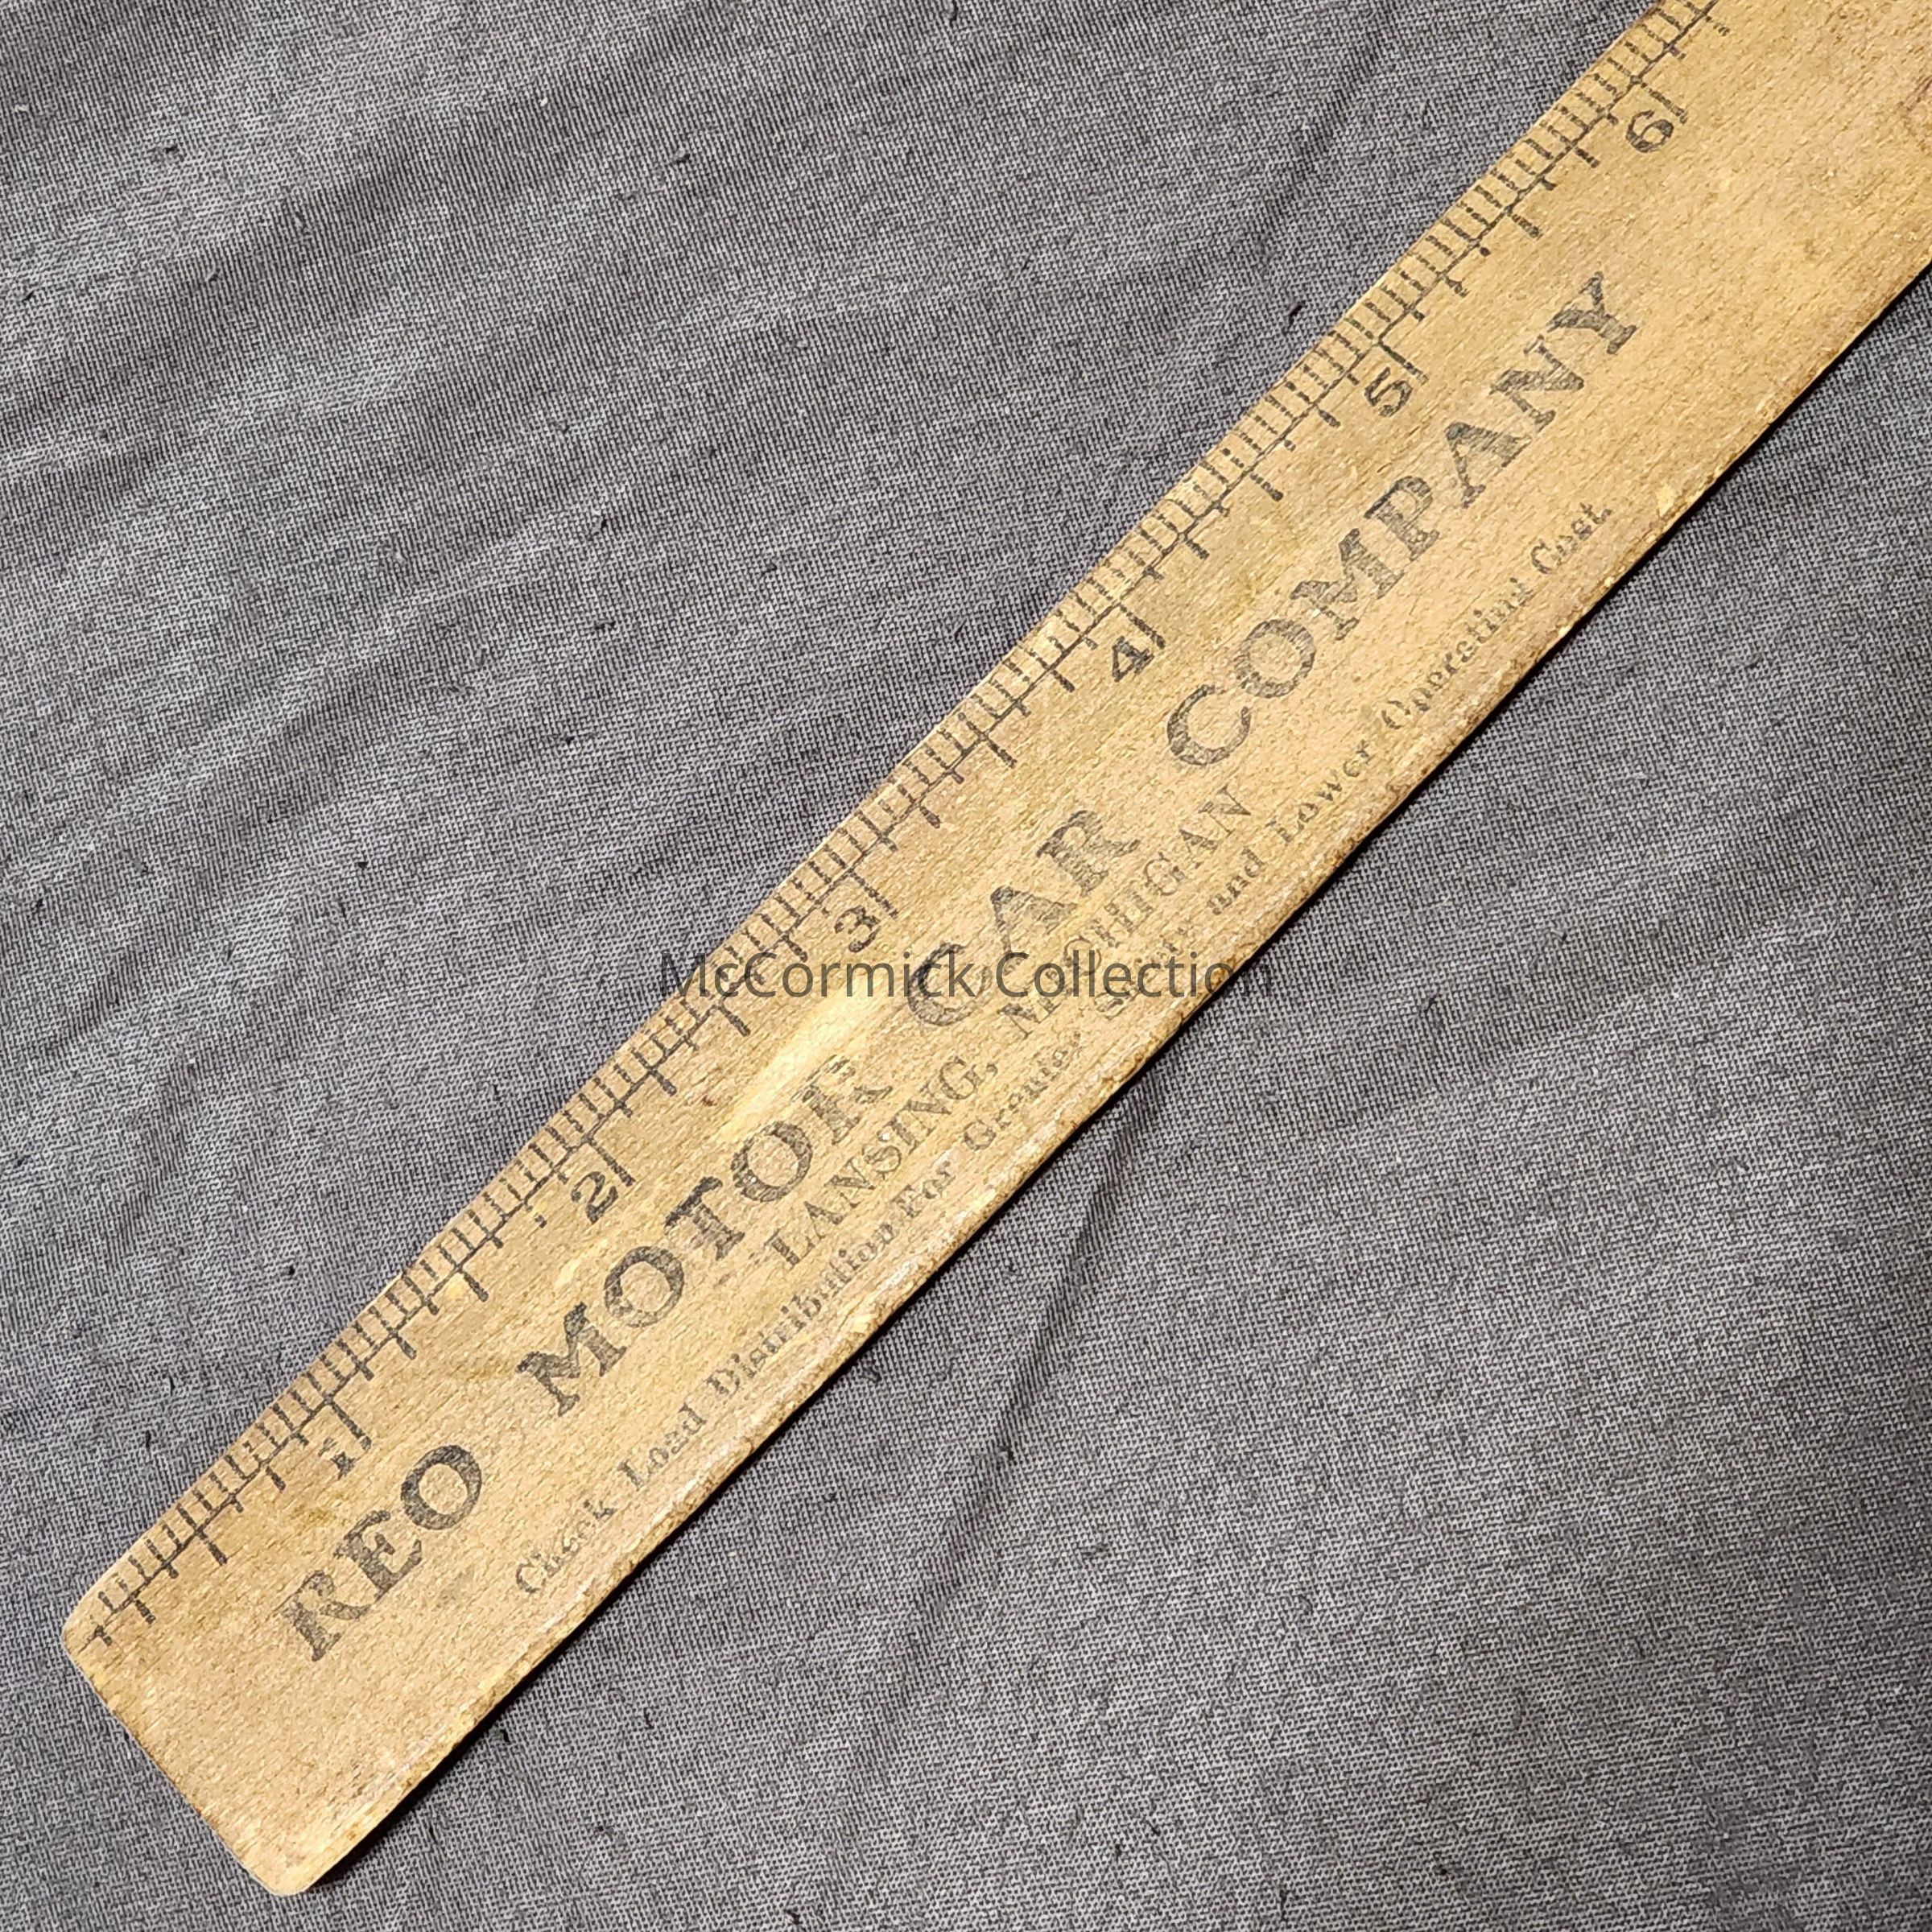 1 2 3 4 5 6
REO MOTOR CAR COMPANY
LANSING, MICHIGAN
Check Load Distribution For Greater Safety and Lower Operating Cost.
McCormick Collection